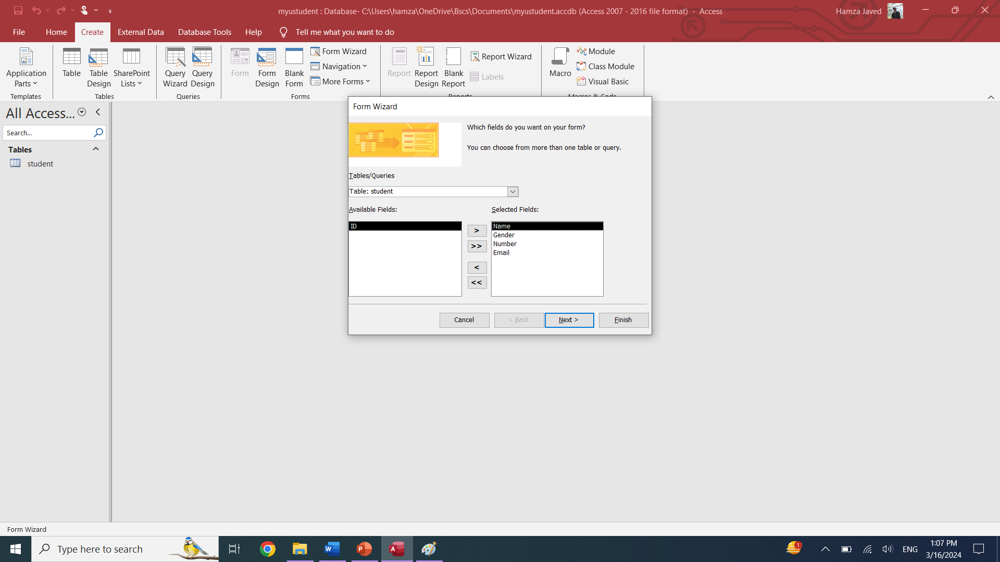 myustudent : Database- C:\Users\hamza\OneDrive\Bscs\Documents\myustudent.accdb (Access 2007 - 2016 file format) - Access
Hamza Javed
File Home Create External Data Database Tools Help Tell me what you want to do
Application Parts
Templates
Table
Table Design
SharePoint Lists
Tables
Query Wizard
Query Design
Queries
Form
Form Design
Blank Form
Form Wizard
Navigation
More Forms
Forms
Report
Report Design
Blank Report
Report Wizard
Labels
Reports
Macro
Module
Class Module
Visual Basic
Macros & Code
All Access...
Search...
Tables
student
Form Wizard
Which fields do you want on your form?
You can choose from more than one table or query.
Tables/Queries
Table: student
Available Fields:
ID
>
>>
<
<<
Selected Fields:
Name
Gender
Number
Email
Cancel < Back Next > Finish
Form Wizard
Type here to search
W
P
A
1
ENG
1:07 PM
3/16/2024